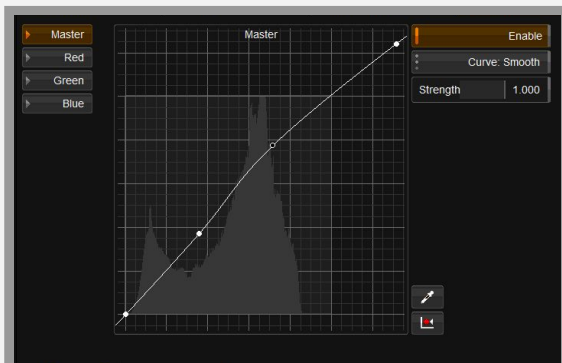 Master
Red
Green
Blue
Master
Enable
Curve: Smooth
Strength 1.000